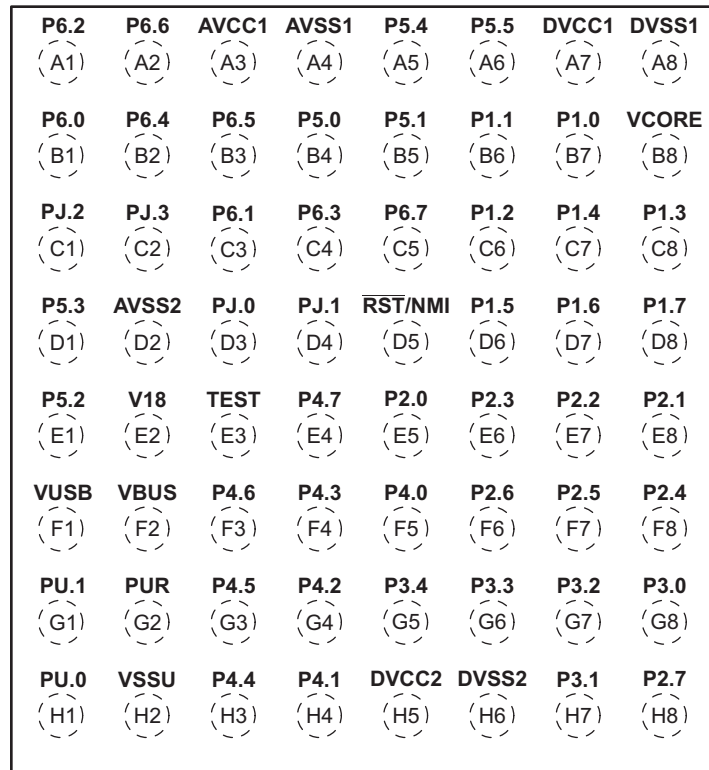 P6.2 P6.6 AVCC1 AVSS1 P5.4 P5.5 DVCC1 DVSS1
A1 A2 A3 A4 A5 A6 A7 A8
P6.0 P6.4 P6.5 P5.0 P5.1 P1.1 P1.0 VCORE
B1 B2 B3 B4 B5 B6 B7 B8
PJ.2 PJ.3 P6.1 P6.3 P6.7 P1.2 P1.4 P1.3
C1 C2 C3 C4 C5 C6 C7 C8
P5.3 AVSS2 PJ.0 PJ.1 R̅S̅T̅/NMI P1.5 P1.6 P1.7
D1 D2 D3 D4 D5 D6 D7 D8
P5.2 V18 TEST P4.7 P2.0 P2.3 P2.2 P2.1
E1 E2 E3 E4 E5 E6 E7 E8
VUSB VBUS P4.6 P4.3 P4.0 P2.6 P2.5 P2.4
F1 F2 F3 F4 F5 F6 F7 F8
PU.1 PUR P4.5 P4.2 P3.4 P3.3 P3.2 P3.0
G1 G2 G3 G4 G5 G6 G7 G8
PU.0 VSSU P4.4 P4.1 DVCC2 DVSS2 P3.1 P2.7
H1 H2 H3 H4 H5 H6 H7 H8